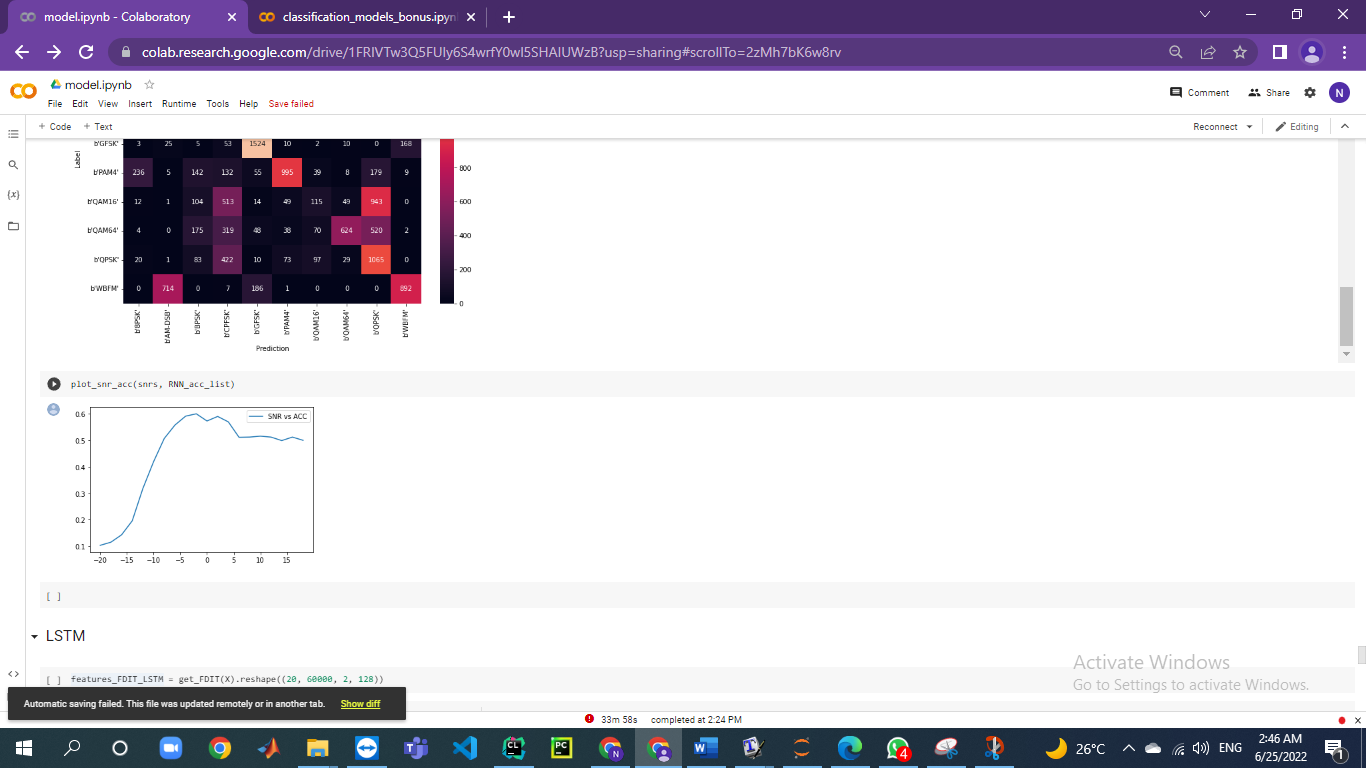 model.ipynb - Colaboratory
classification_models_bonus.ipyn
colab.research.google.com/drive/1FRIVTw3Q5FUIy6S4wrfY0wI5SHAIUWzB?usp=sharing#scrollTo=2zMh7bK6w8rv
model.ipynb
Comment
Share
N
File Edit View Insert Runtime Tools Help Save failed
+ Code + Text
Reconnect
Editing
{x}
Label
b'GFSK' 3 25 5 53 1524 10 2 10 0 168
b'PAM4' 236 5 142 132 55 995 39 8 179 9
b'QAM16' 12 1 104 513 14 49 115 49 943 0
b'QAM64' 4 0 175 319 48 38 70 624 520 2
b'QPSK' 20 1 83 422 10 73 97 29 1065 0
b'WBFM' 0 714 0 7 186 1 0 0 0 892
800
600
400
200
0
b'8PSK' b'AM-DSB' b'BPSK' b'CPFSK' b'GFSK' b'PAM4' b'QAM16' b'QAM64' b'QPSK' b'WBFM'
Prediction
plot_snr_acc(snrs, RNN_acc_list)
SNR vs ACC
0.6
0.5
0.4
0.3
0.2
0.1
−20 −15 −10 −5 0 5 10 15
[ ]
LSTM
[ ] features_FDIT_LSTM = get_FDIT(X).reshape((20, 60000, 2, 128))
Automatic saving failed. This file was updated remotely or in another tab. Show diff
Activate Windows
Go to Settings to activate Windows.
33m 58s completed at 2:24 PM
CL
PC
N
4
26°C
ENG
2:46 AM
6/25/2022
1